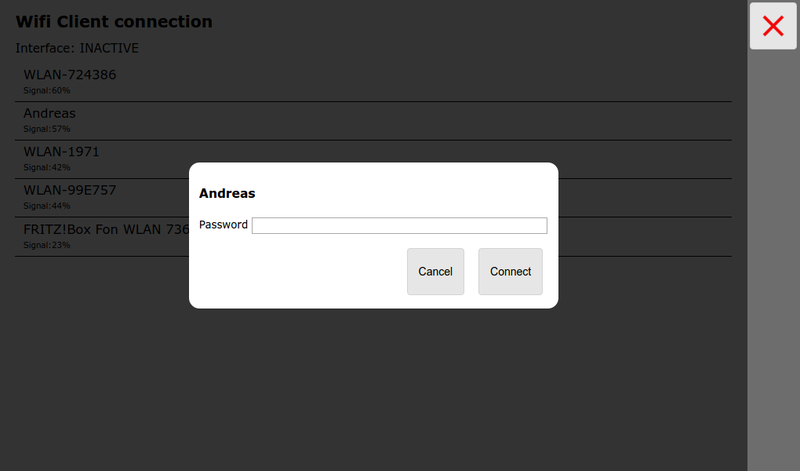 Wifi Client connection
Interface: INACTIVE
WLAN-724386
Signal:60%
Andreas
Signal:57%
WLAN-1971
Signal:42%
WLAN-99E757
Signal:44%
FRITZ!Box Fon WLAN 736
Signal:23%
Andreas
Password
Cancel Connect